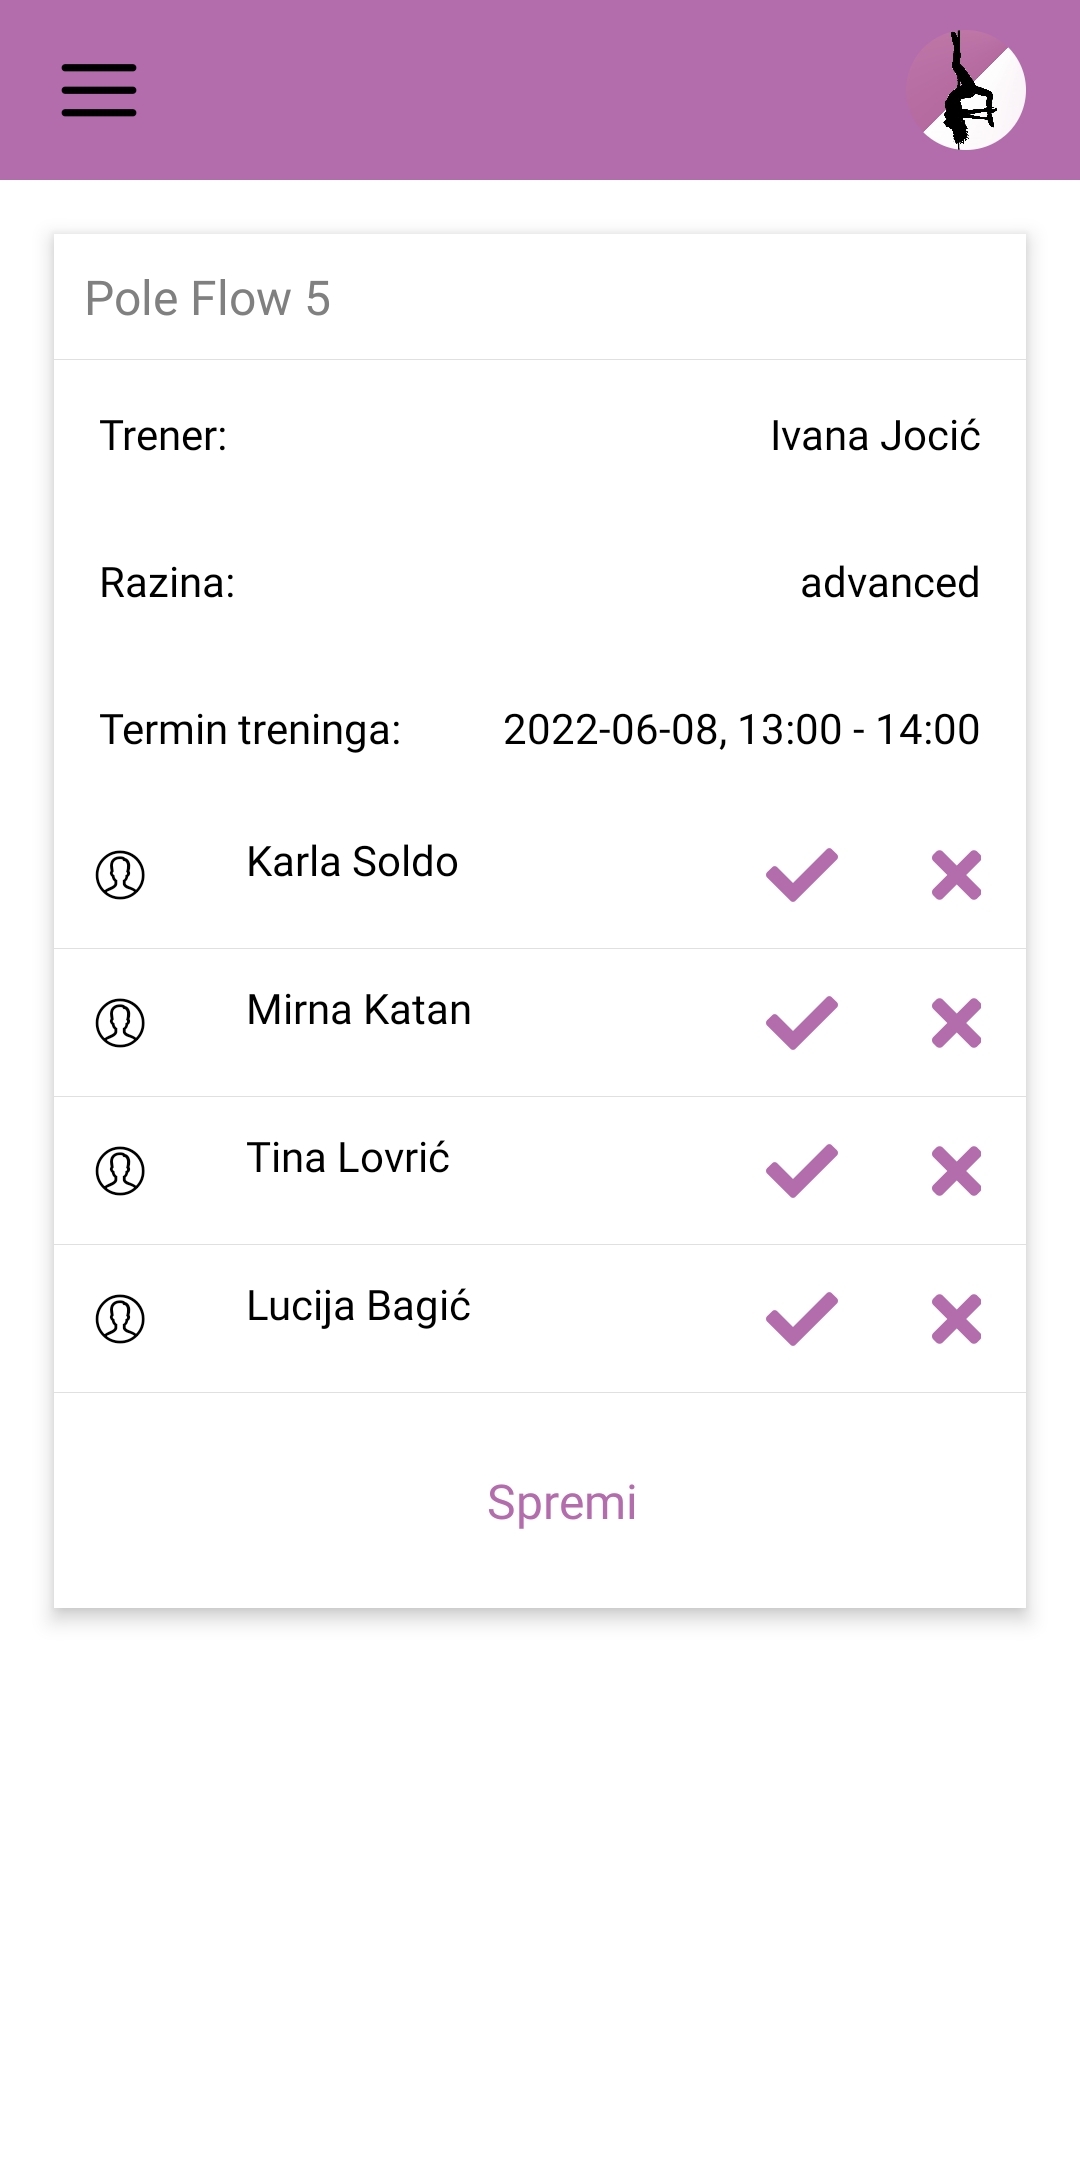 Pole Flow 5
Trener: Ivana Jocić
Razina: advanced
Termin treninga: 2022-06-08, 13:00 - 14:00
Karla Soldo
Mirna Katan
Tina Lovrić
Lucija Bagić
Spremi